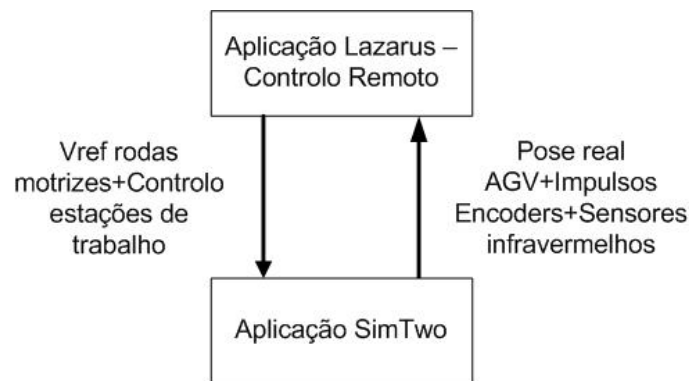 Aplicação Lazarus –
Controlo Remoto
Vref rodas
motrizes+Controlo
estações de
trabalho
Pose real
AGV+Impulsos
Encoders+Sensores
infravermelhos
Aplicação SimTwo